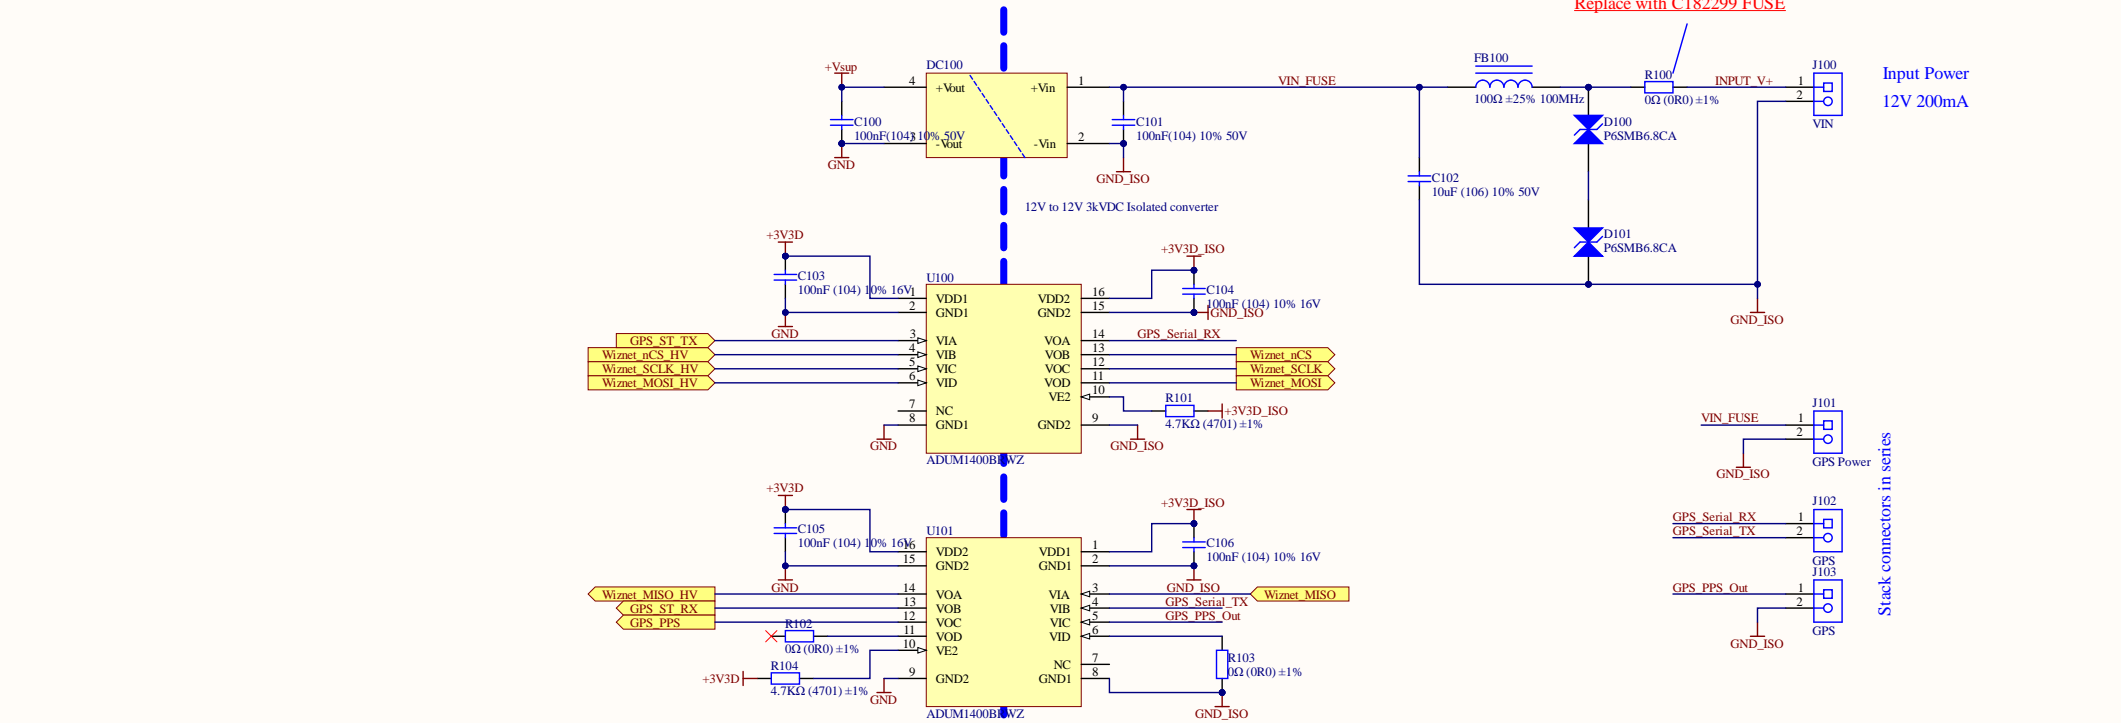 Replace with C182299 FUSE
+Vsup
DC100
4
+Vout
+Vin
1
3
-Vout
-Vin
2
C100
100nF(104) 10% 50V
GND
C101
100nF(104) 10% 50V
GND_ISO
VIN_FUSE
FB100
100Ω ±25% 100MHz
R100
0Ω (0R0) ±1%
INPUT_V+
J100
1
2
VIN
Input Power
12V 200mA
D100
P6SMB6.8CA
C102
10uF (106) 10% 50V
D101
P6SMB6.8CA
GND_ISO
12V to 12V 3kVDC Isolated converter
+3V3D
C103
100nF (104) 10% 16V
GND
+3V3D_ISO
C104
100nF (104) 10% 16V
GND_ISO
U100
1
VDD1
VDD2
16
2
GND1
GND2
15
GPS_ST_TX
3
VIA
VOA
14
GPS_Serial_RX
Wiznet_nCS_HV
4
VIB
VOB
13
Wiznet_nCS
Wiznet_SCLK_HV
5
VIC
VOC
12
Wiznet_SCLK
Wiznet_MOSI_HV
6
VID
VOD
11
Wiznet_MOSI
VE2
10
R101
4.7KΩ (4701) ±1%
+3V3D_ISO
7
NC
8
GND1
GND2
9
GND
GND_ISO
ADUM1400BRWZ
J101
VIN_FUSE
1
2
GPS Power
GND_ISO
J102
GPS_Serial_RX
1
GPS_Serial_TX
2
GPS
J103
GPS_PPS_Out
1
2
GPS
GND_ISO
Stack connectors in series
+3V3D
C105
100nF (104) 10% 16V
GND
+3V3D_ISO
C106
100nF (104) 10% 16V
GND_ISO
U101
16
VDD2
VDD1
1
15
GND2
GND1
2
Wiznet_MISO_HV
14
VOA
VIA
3
Wiznet_MISO
GPS_ST_RX
13
VOB
VIB
4
GPS_Serial_TX
GPS_PPS
12
VOC
VIC
5
GPS_PPS_Out
R102
0Ω (0R0) ±1%
11
VOD
VID
6
10
VE2
R104
+3V3D
4.7KΩ (4701) ±1%
NC
7
9
GND2
GND1
8
GND
R103
0Ω (0R0) ±1%
GND_ISO
ADUM1400BRWZ